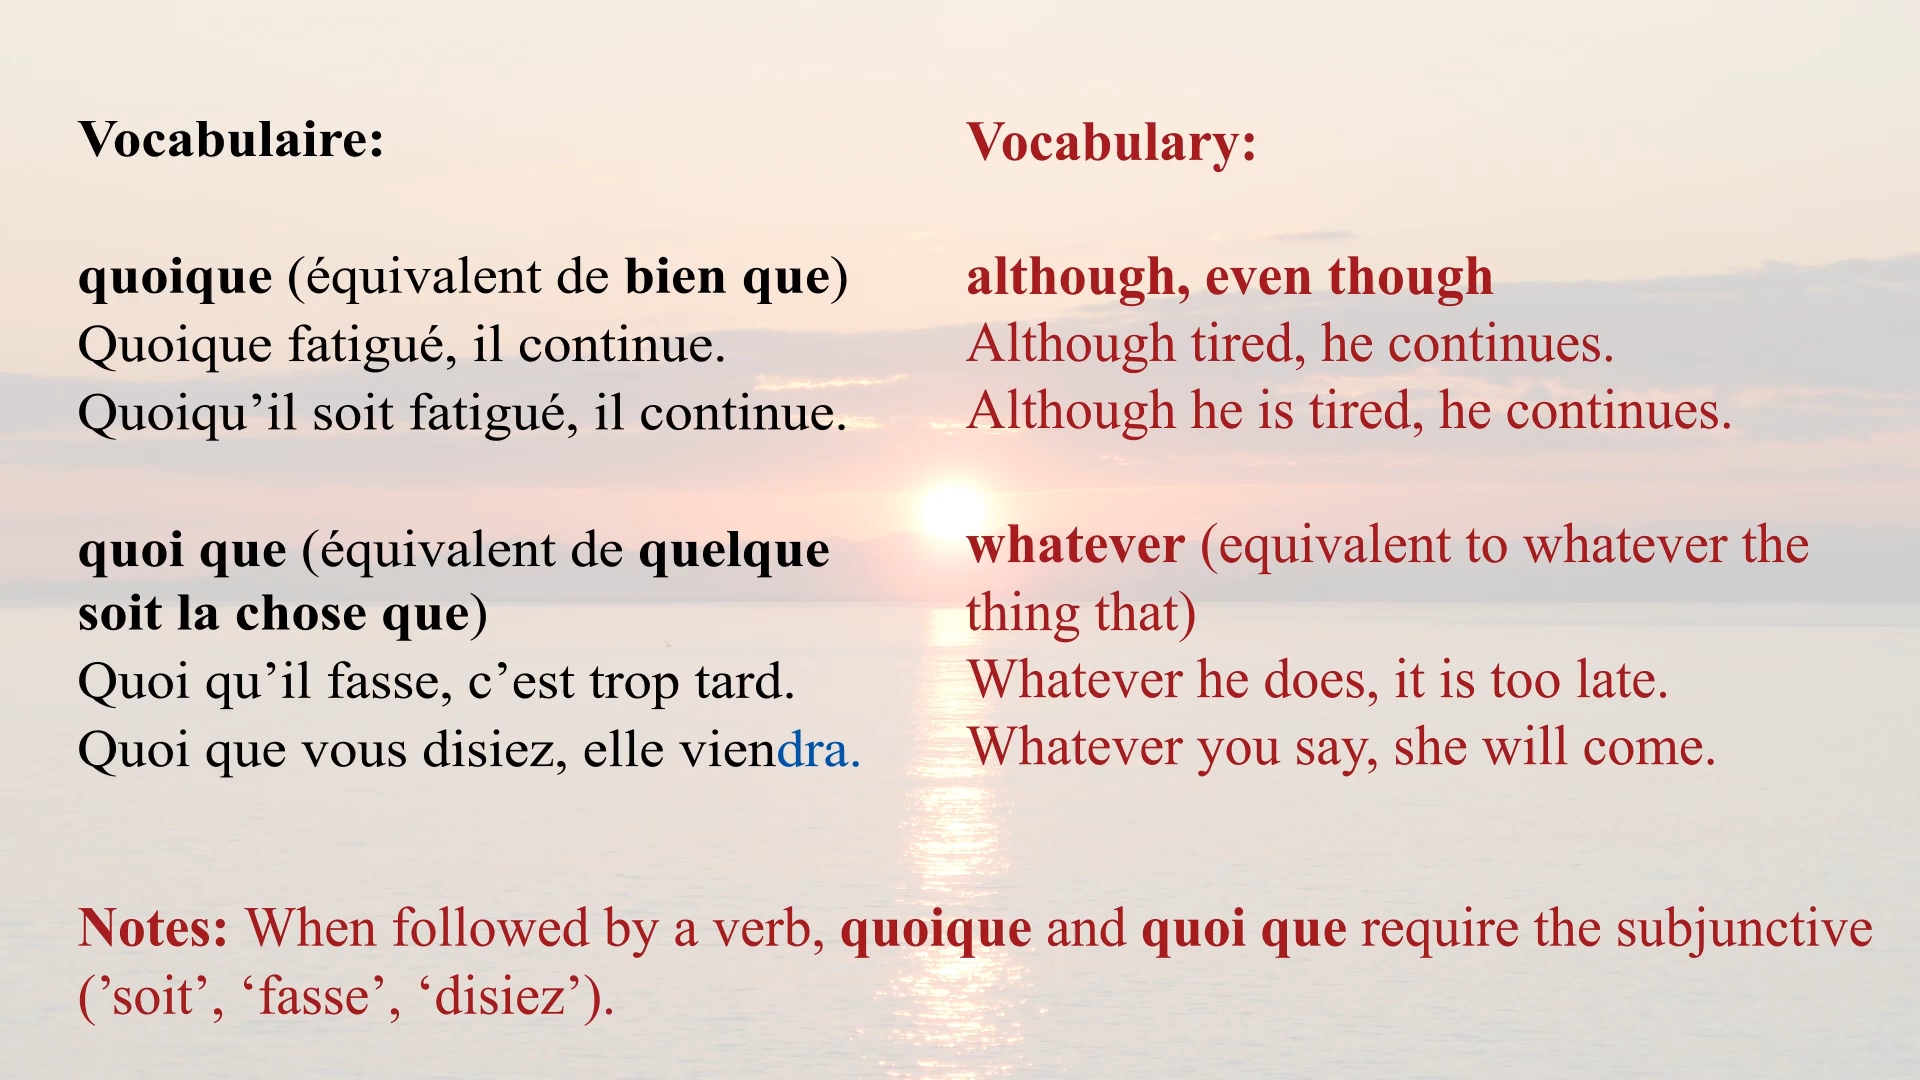 Vocabulaire:
quoique (équivalent de bien que)
Quoique fatigué, il continue.
Quoiqu’il soit fatigué, il continue.
quoi que (équivalent de quelque
soit la chose que)
Quoi qu’il fasse, c’est trop tard.
Quoi que vous disiez, elle viendra.
Vocabulary:
although, even though
Although tired, he continues.
Although he is tired, he continues.
whatever (equivalent to whatever the
thing that)
Whatever he does, it is too late.
Whatever you say, she will come.
Notes: When followed by a verb, quoique and quoi que require the subjunctive
(’soit’, ‘fasse’, ‘disiez’).